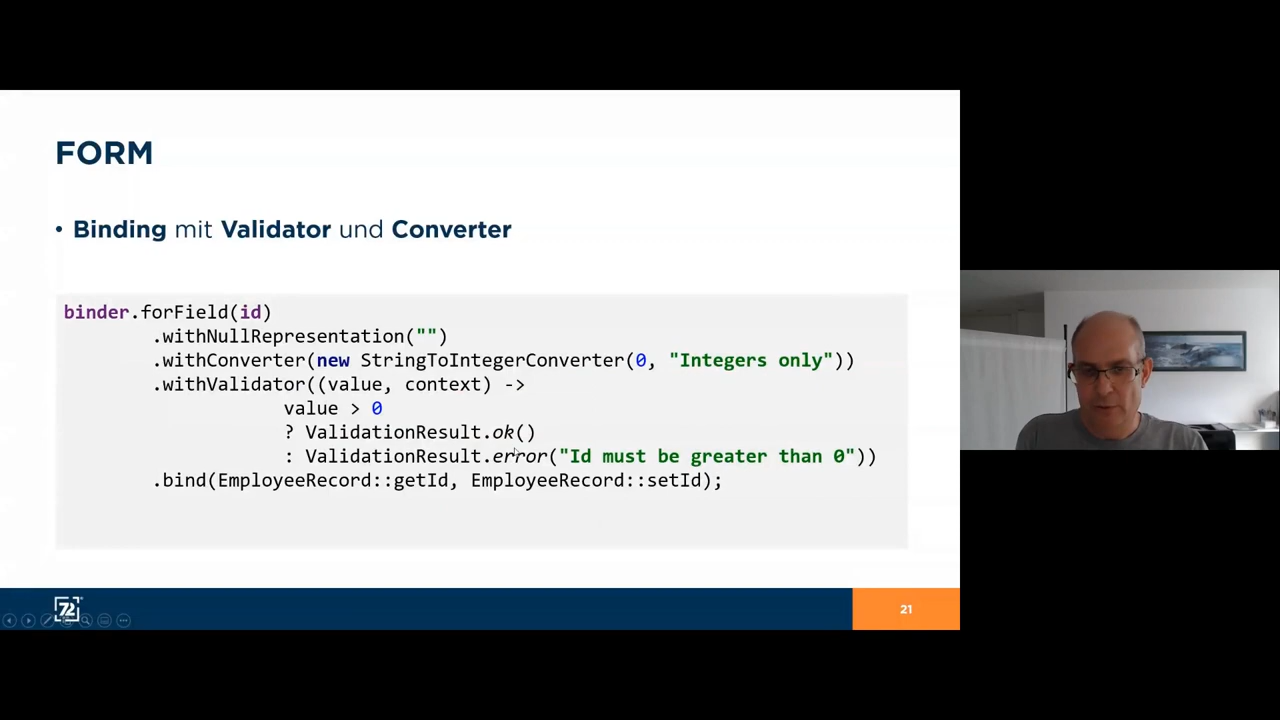 FORM
• Binding mit Validator und Converter
binder.forField(id)
.withNullRepresentation("")
.withConverter(new StringToIntegerConverter(0, "Integers only"))
.withValidator((value, context) ->
value > 0
? ValidationResult.ok()
: ValidationResult.error("Id must be greater than 0"))
.bind(EmployeeRecord::getId, EmployeeRecord::setId);
72
21